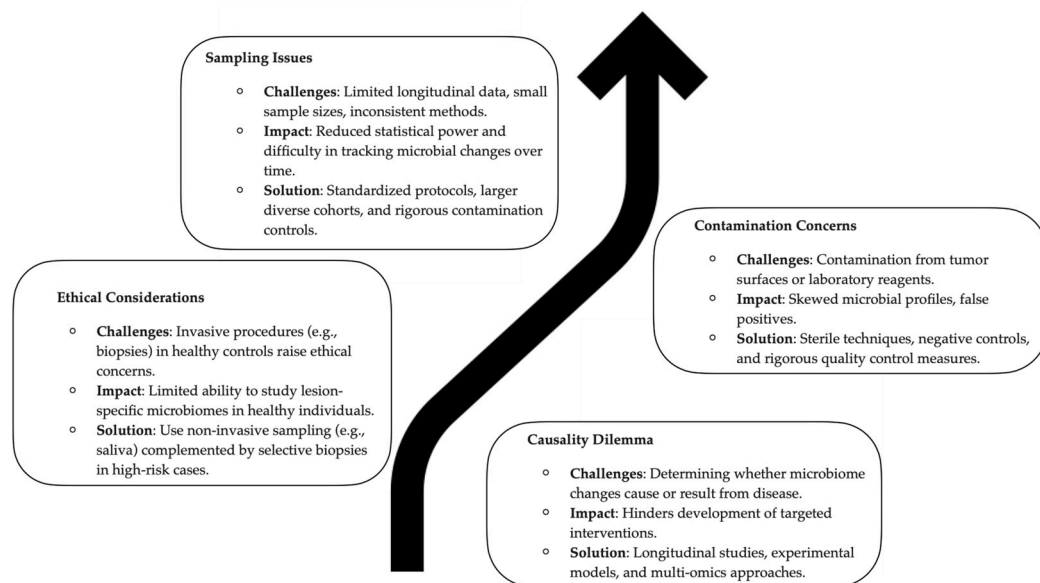 Sampling Issues
Challenges: Limited longitudinal data, small
sample sizes, inconsistent methods.
Impact: Reduced statistical power and
difficulty in tracking microbial changes over
time.
Solution: Standardized protocols, larger
diverse cohorts, and rigorous contamination
controls.
Contamination Concerns
Challenges: Contamination from tumor
surfaces or laboratory reagents.
Impact: Skewed microbial profiles, false
positives.
Solution: Sterile techniques, negative controls,
and rigorous quality control measures.
Ethical Considerations
Challenges: Invasive procedures (e.g.,
biopsies) in healthy controls raise ethical
concerns.
Impact: Limited ability to study lesion-
specific microbiomes in healthy individuals.
Solution: Use non-invasive sampling (e.g.,
saliva) complemented by selective biopsies
in high-risk cases.
Causality Dilemma
Challenges: Determining whether microbiome
changes cause or result from disease.
Impact: Hinders development of targeted
interventions.
Solution: Longitudinal studies, experimental
models, and multi-omics approaches.